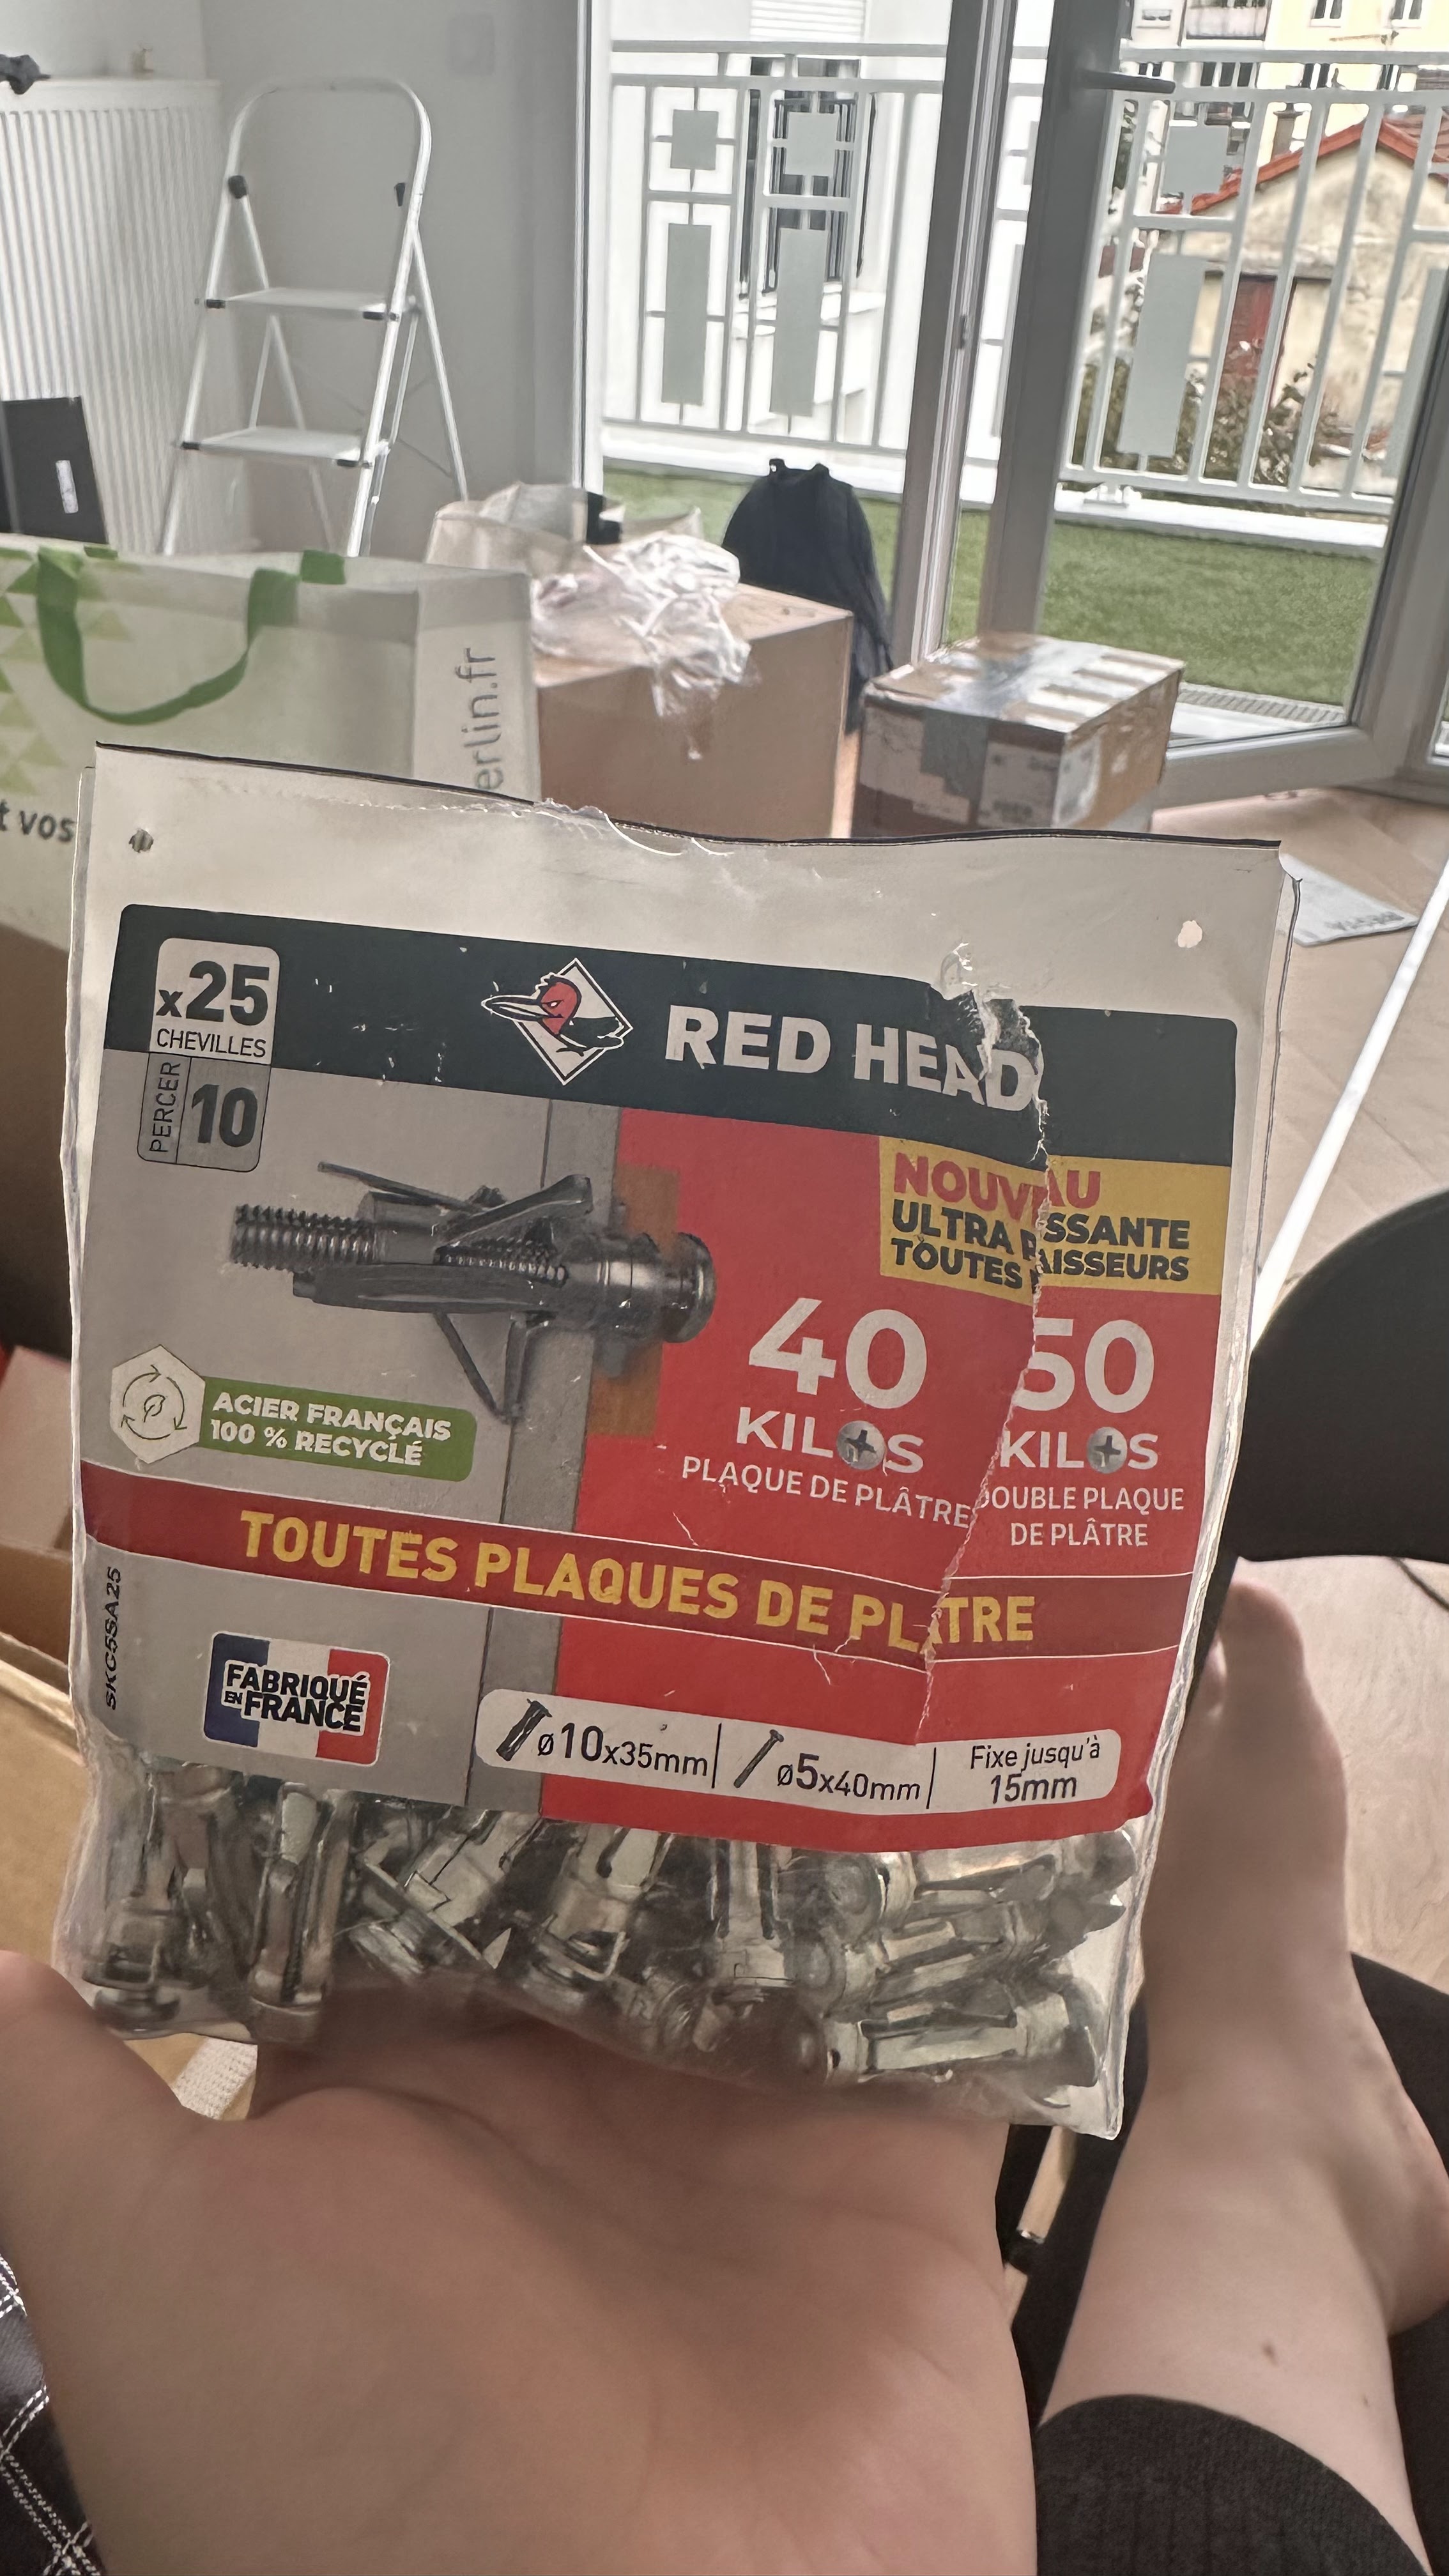 erlin.fr
t vos
x25
CHEVILLES
PERCER
10
RED HEAD
NOUV AU
ULTRA P SSANTE
TOUTES AISSEURS
40
KILOS
PLAQUE DE PLÂTRE
50
KILOS
DOUBLE PLAQUE
DE PLÂTRE
ACIER FRANÇAIS
100 % RECYCLÉ
TOUTES PLAQUES DE PLATRE
SKC5SA25
FABRIQUÉ
EN FRANCE
ø10x35mm
ø5x40mm
Fixe jusqu'à
15mm